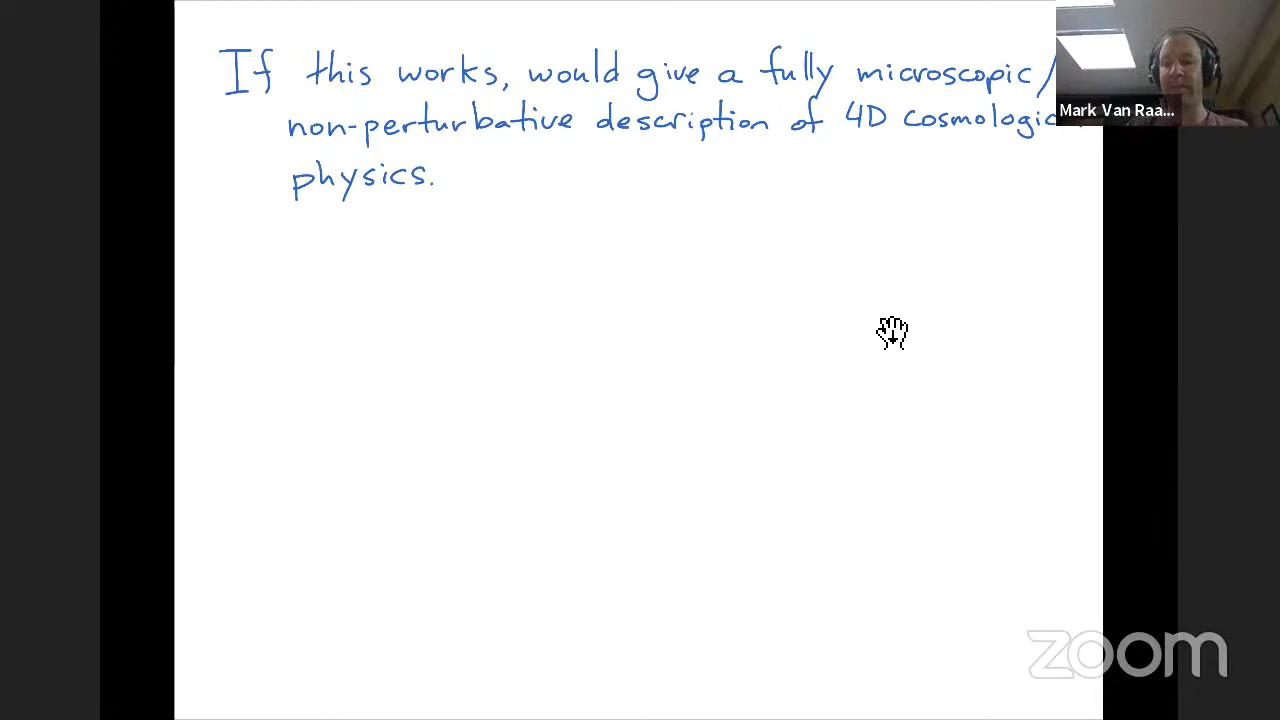 If this works, would give a fully microscopic/
non-perturbative description of 4D cosmologic
physics.
Mark Van Raa...
zoom